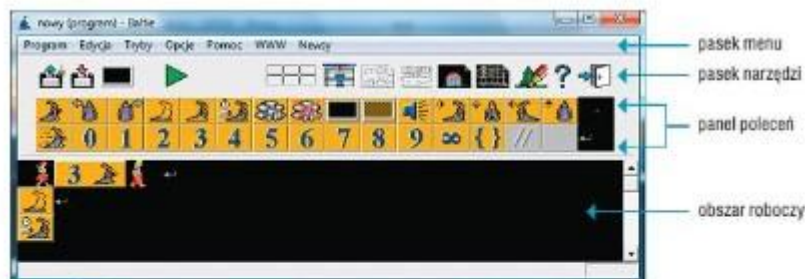 nowy (program) - Baltie
Program Edycja Tryby Opcje Pomoc WWW Newsy
pasek menu
?
pasek narzędzi
0 1 2 3 4 5 6 7 8 9 ∞ { } //
panel poleceń
3
obszar roboczy